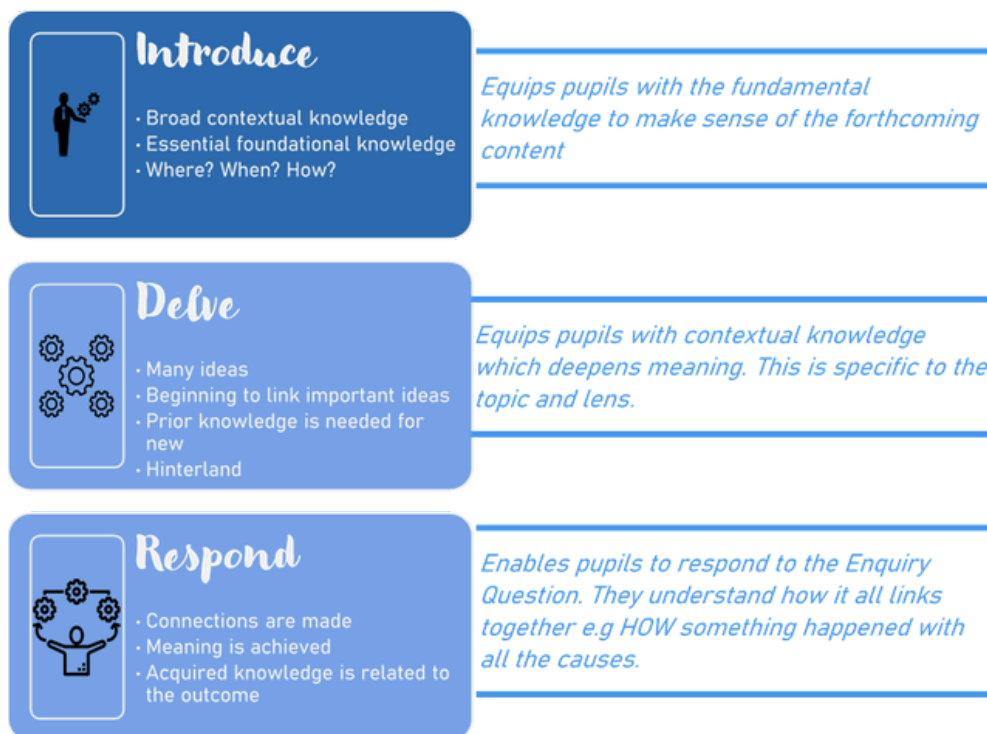 Introduce
· Broad contextual knowledge
· Essential foundational knowledge
· Where? When? How?
Equips pupils with the fundamental
knowledge to make sense of the forthcoming
content
Delve
· Many ideas
· Beginning to link important ideas
· Prior knowledge is needed for
new
· Hinterland
Equips pupils with contextual knowledge
which deepens meaning. This is specific to the
topic and lens.
Respond
· Connections are made
· Meaning is achieved
· Acquired knowledge is related to
the outcome
Enables pupils to respond to the Enquiry
Question. They understand how it all links
together e.g HOW something happened with
all the causes.